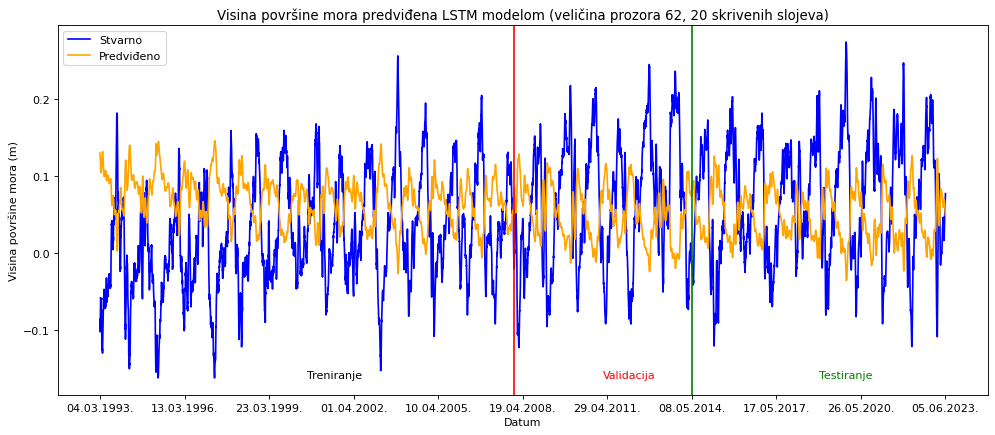 Visina površine mora predviđena LSTM modelom (veličina prozora 62, 20 skrivenih slojeva)
Stvarno
Predviđeno
Visina površine mora (m)
0.2
0.1
0.0
−0.1
Treniranje
Validacija
Testiranje
04.03.1993.
13.03.1996.
23.03.1999.
01.04.2002.
10.04.2005.
19.04.2008.
29.04.2011.
08.05.2014.
17.05.2017.
26.05.2020.
05.06.2023.
Datum